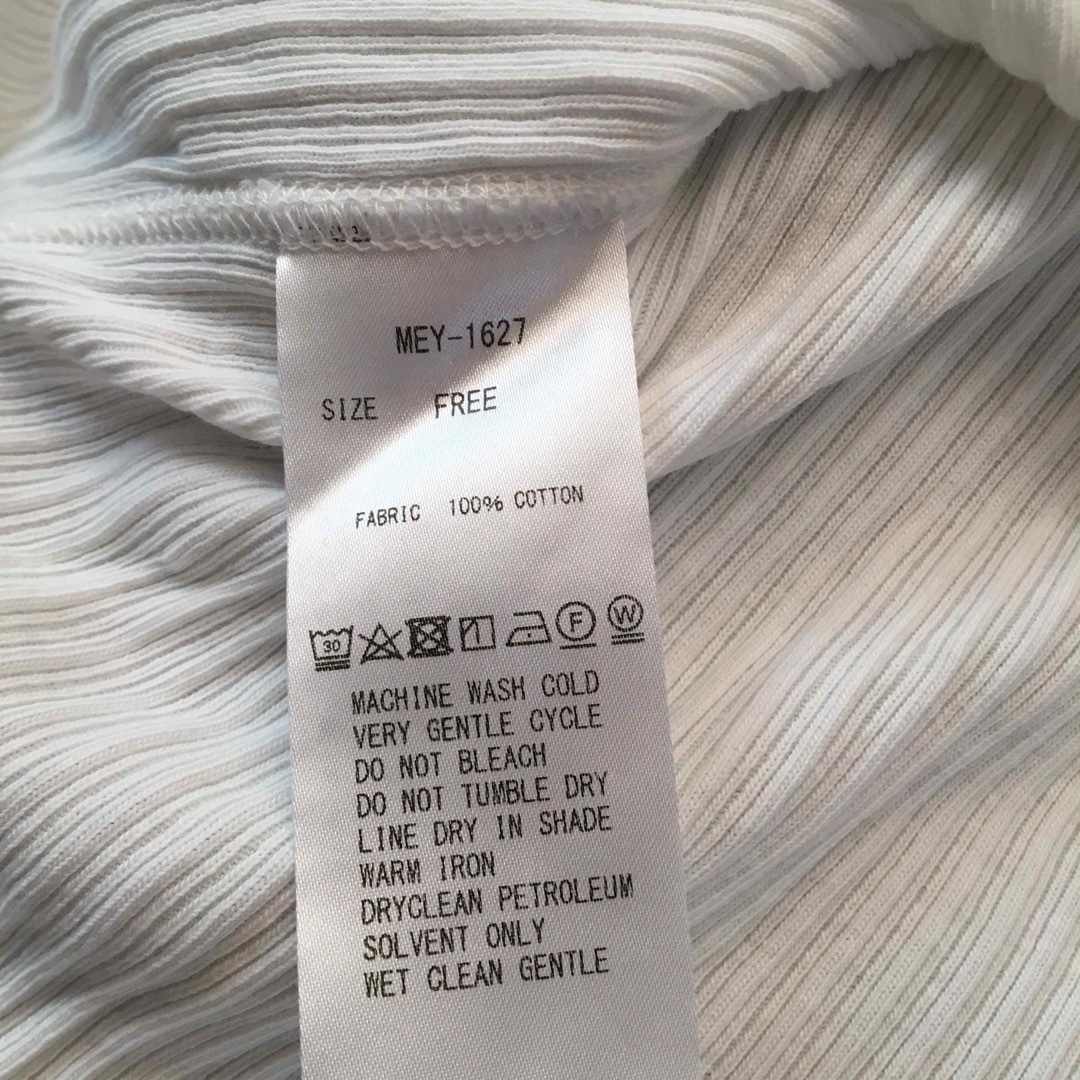 MEY-1627
SIZE FREE
FABRIC 100% COTTON
30 F W
MACHINE WASH COLD
VERY GENTLE CYCLE
DO NOT BLEACH
DO NOT TUMBLE DRY
LINE DRY IN SHADE
WARM IRON
DRYCLEAN PETROLEUM
SOLVENT ONLY
WET CLEAN GENTLE